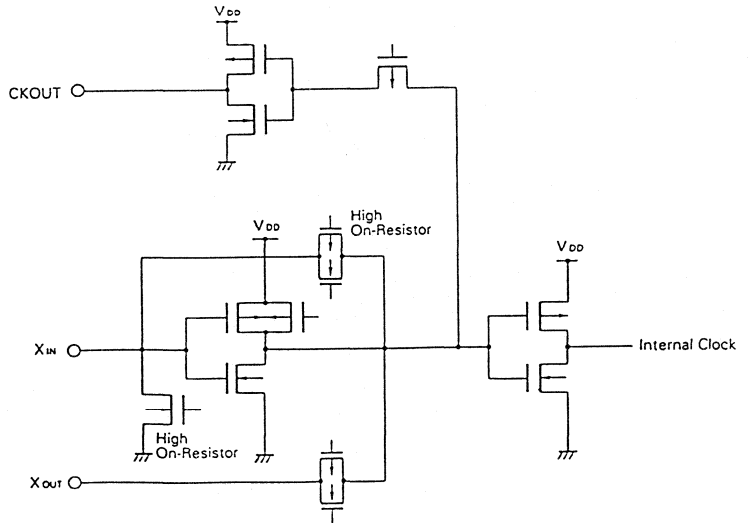 VDD
CKOUT
High
On-Resistor
VDD
VDD
XIN
Internal Clock
High
On-Resistor
XOUT